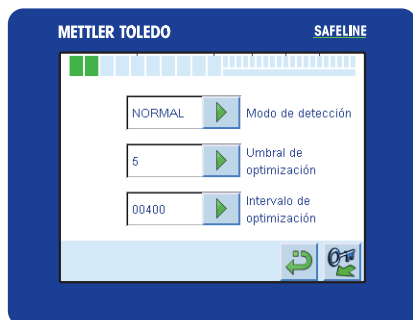 METTLER TOLEDO
SAFELINE
NORMAL
Modo de detección
5
Umbral de
optimización
00400
Intervalo de
optimización